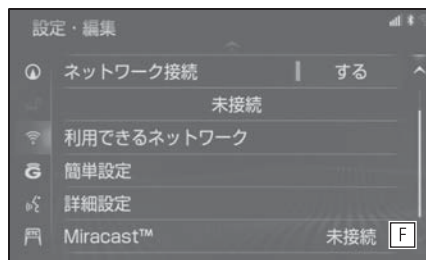 設定・編集
ネットワーク接続 する
未接続
利用できるネットワーク
簡単設定
詳細設定
Miracast™ 未接続 F